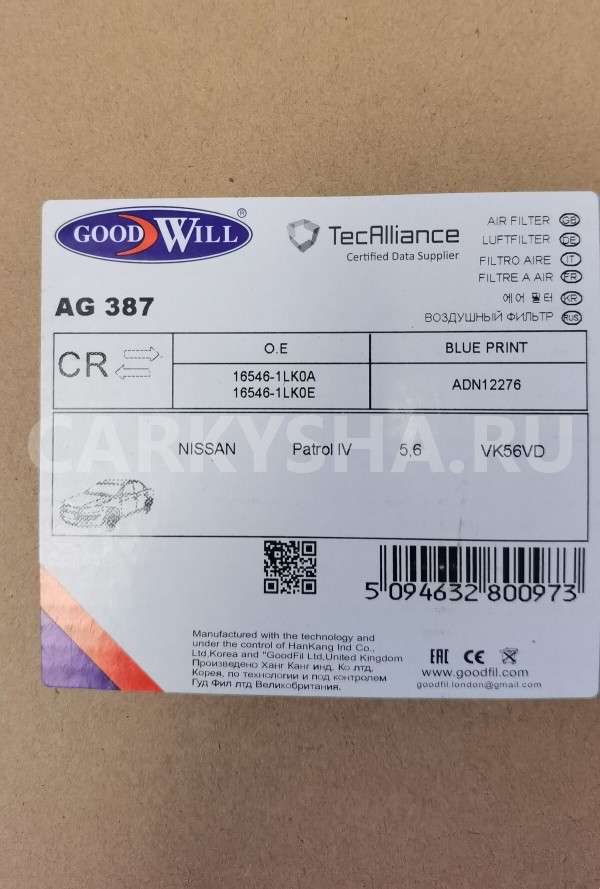 GOOD WILL ®
TecAlliance
Certified Data Supplier
AIR FILTER GB
LUFTFILTER DE
FILTRO AIRE IT
FILTRE A AIR FR
에어 필터 KR
ВОЗДУШНЫЙ ФИЛЬТР RUS
AG 387
CR
O.E
BLUE PRINT
16546-1LK0A
16546-1LK0E
ADN12276
CARKYSHA.RU
NISSAN Patrol IV 5,6 VK56VD
5 094632 800973
Manufactured with the technology and
under the control of HanKang Ind Co.,
Ltd,Korea and "GoodFil Ltd,United Kingdom
Произведено Ханг Канг инд. Ко лтд,
Корея, по технологии и под контролем
Гуд Фил лтд Великобритания.
EAC CE
www.goodfil.com
goodfil.london@gmail.com